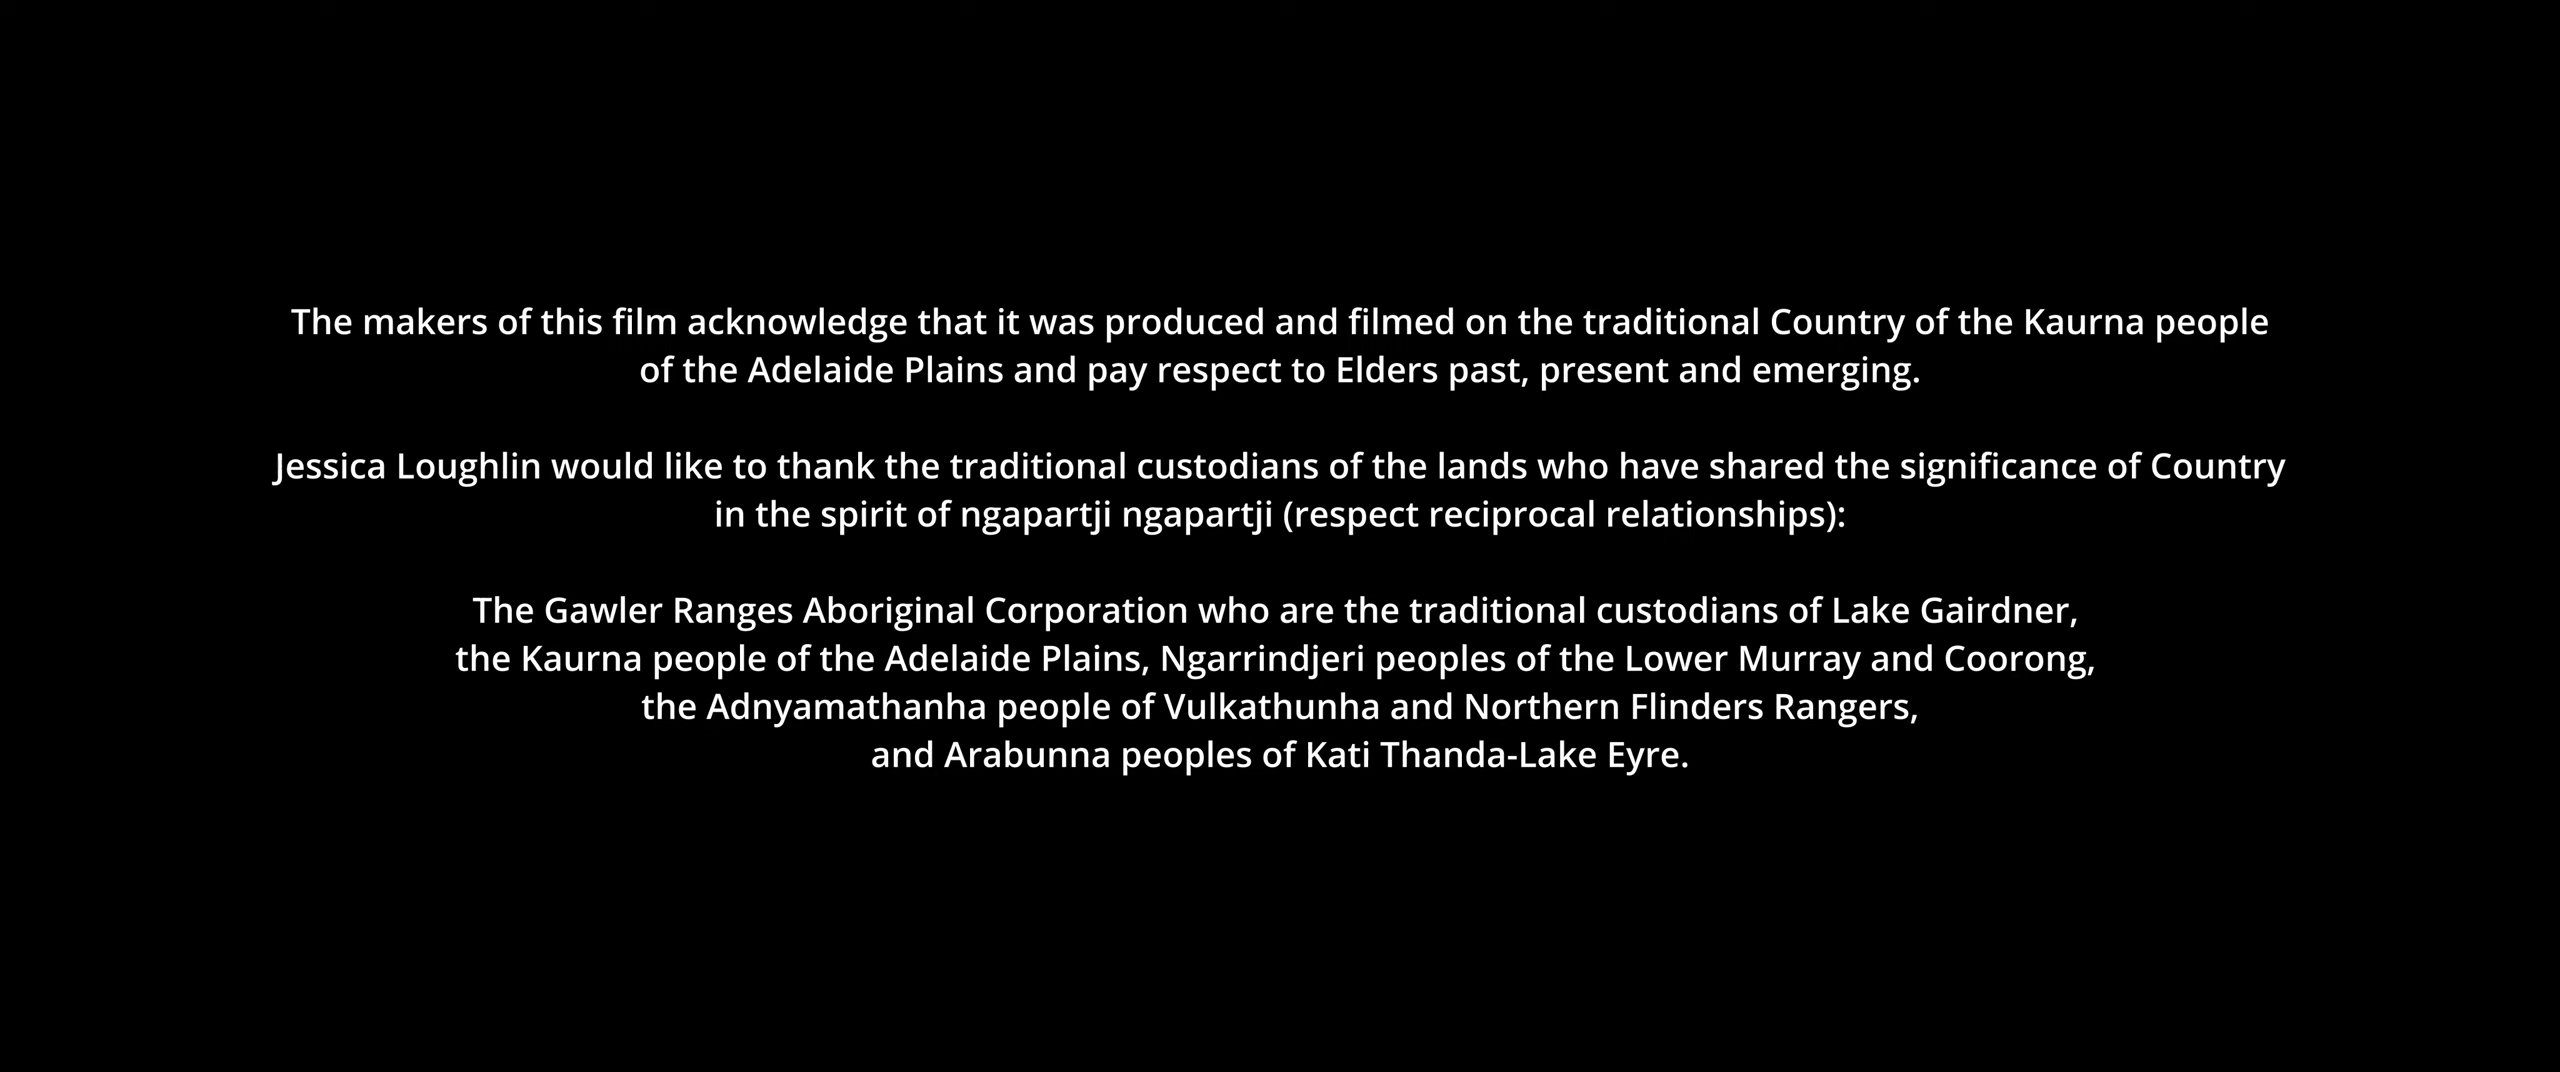 The makers of this film acknowledge that it was produced and filmed on the traditional Country of the Kaurna people
of the Adelaide Plains and pay respect to Elders past, present and emerging.
Jessica Loughlin would like to thank the traditional custodians of the lands who have shared the significance of Country
in the spirit of ngapartji ngapartji (respect reciprocal relationships):
The Gawler Ranges Aboriginal Corporation who are the traditional custodians of Lake Gairdner,
the Kaurna people of the Adelaide Plains, Ngarrindjeri peoples of the Lower Murray and Coorong,
the Adnyamathanha people of Vulkathunha and Northern Flinders Rangers,
and Arabunna peoples of Kati Thanda-Lake Eyre.